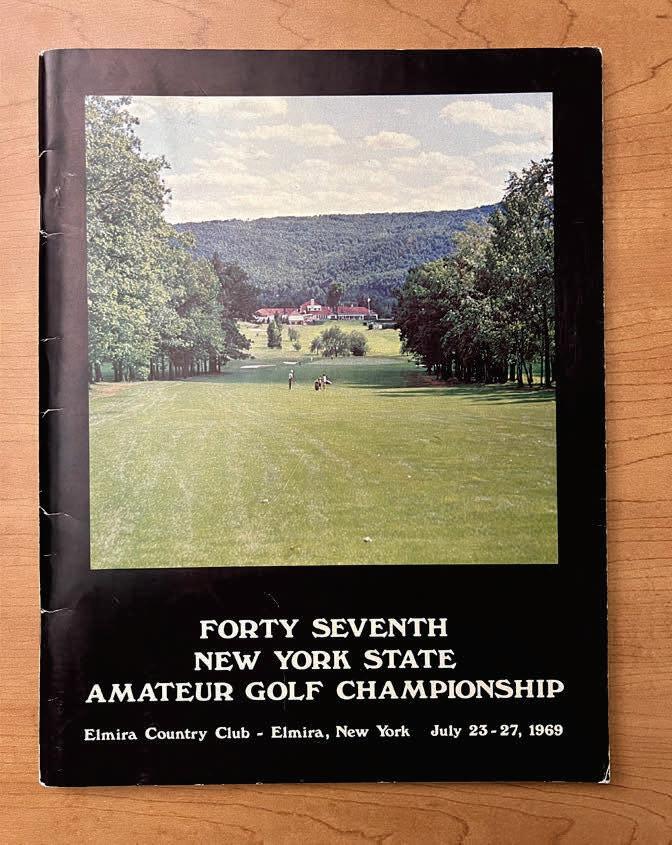 FORTY SEVENTH
NEW YORK STATE
AMATEUR GOLF CHAMPIONSHIP
Elmira Country Club - Elmira, New York July 23-27, 1969